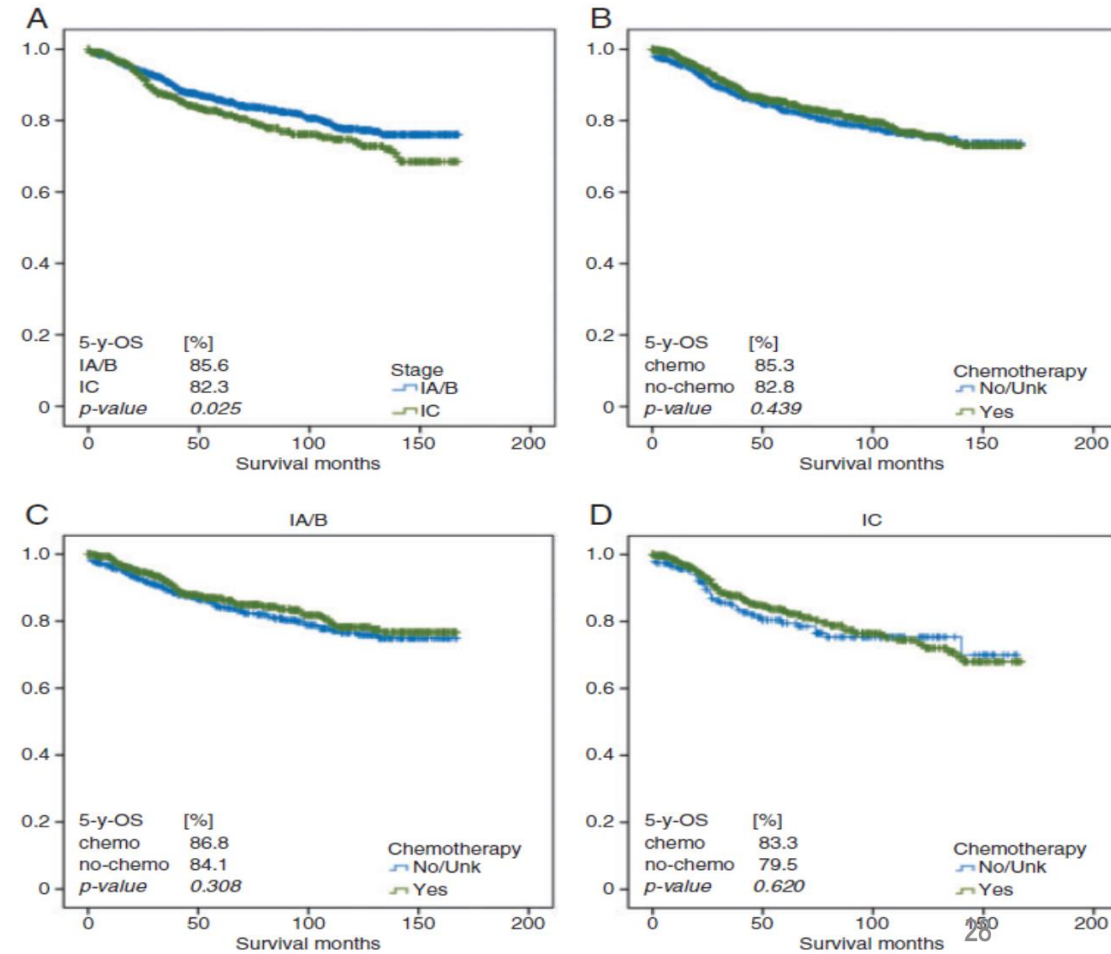 A
1.0
0.8
0.6
0.4
0.2
0
5-y-OS [%]
IA/B 85.6
IC 82.3
p-value 0.025
Stage
IA/B
IC
0 50 100 150 200
Survival months
B
1.0
0.8
0.6
0.4
0.2
0
5-y-OS [%]
chemo 85.3
no-chemo 82.8
p-value 0.439
Chemotherapy
No/Unk
Yes
0 50 100 150 200
Survival months
C
IA/B
1.0
0.8
0.6
0.4
0.2
0
5-y-OS [%]
chemo 86.8
no-chemo 84.1
p-value 0.308
Chemotherapy
No/Unk
Yes
0 50 100 150 200
Survival months
D
IC
1.0
0.8
0.6
0.4
0.2
0
5-y-OS [%]
chemo 83.3
no-chemo 79.5
p-value 0.620
Chemotherapy
No/Unk
Yes
0 50 100 150 200
Survival months
28